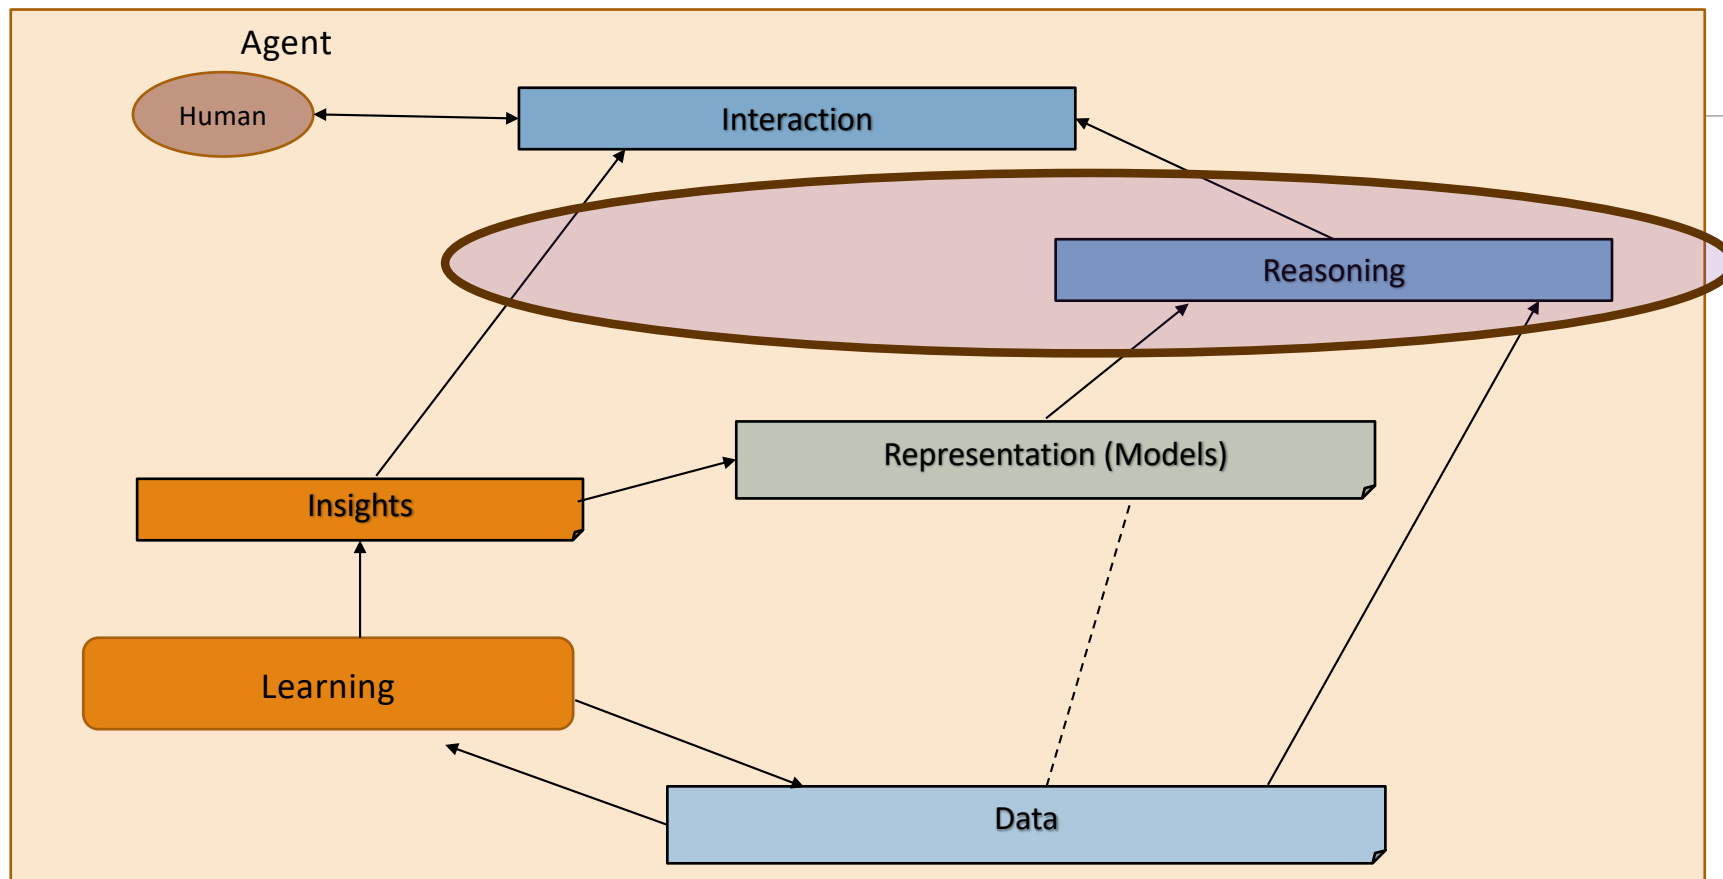 Agent
Human
Interaction
Reasoning
Representation (Models)
Insights
Learning
Data